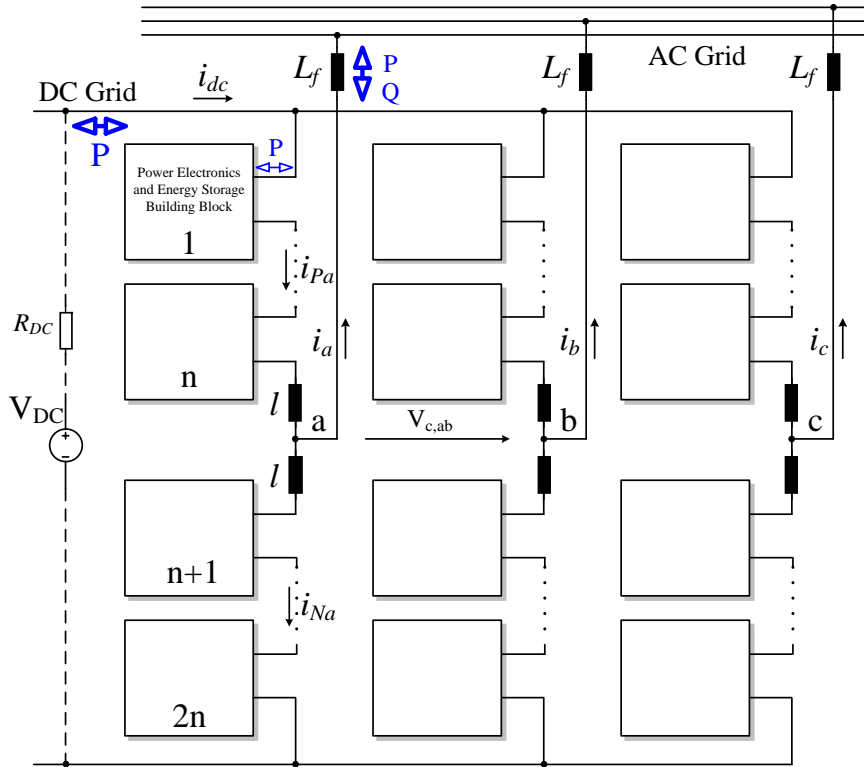 L_f
P
Q
L_f
AC Grid
L_f
DC Grid
i_dc
P
P
Power Electronics
and Energy Storage
Building Block
1
i_Pa
n
R_DC
i_a
i_b
i_c
V_DC
l
a
V_c,ab
b
c
l
n+1
i_Na
2n